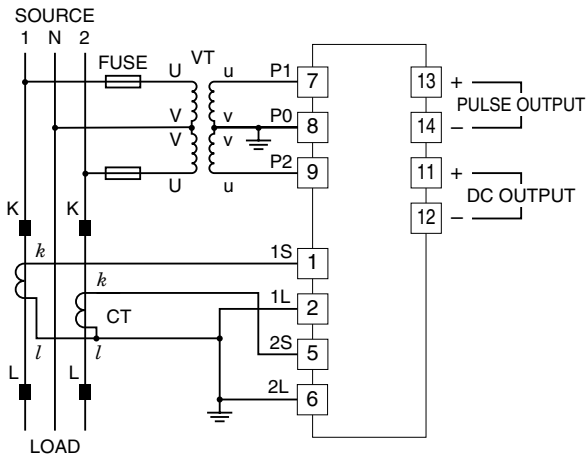 SOURCE
1 N 2
FUSE
VT
U u P1 7
V v P0 8
V v
U u P2 9
13 +
PULSE OUTPUT
14 −
11 +
DC OUTPUT
12 −
K K
k 1S 1
k 1L 2
CT
l l 2S 5
L L 2L 6
LOAD